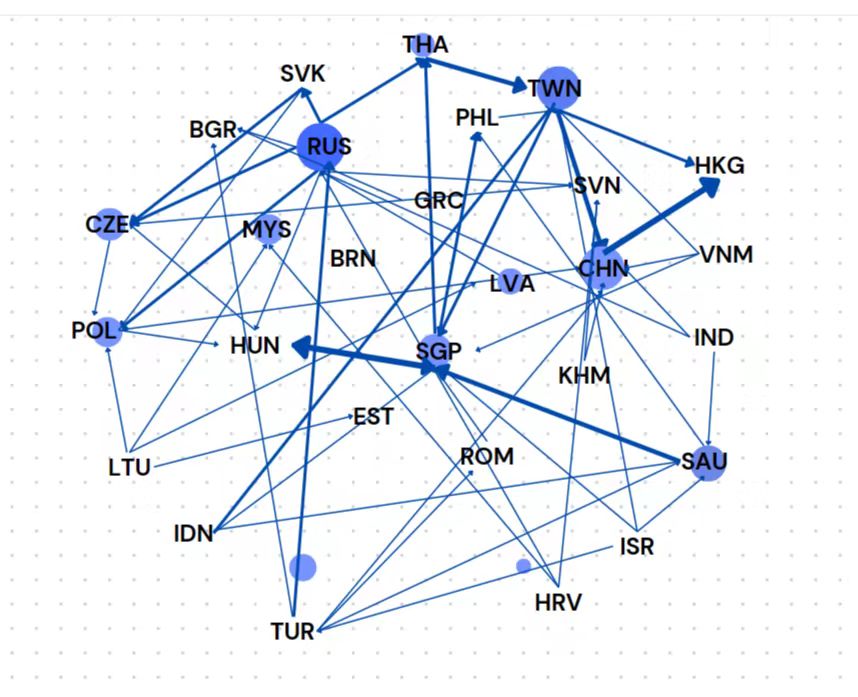 THA
SVK
TWN
PHL
BGR
RUS
HKG
SVN
GRC
CZE
MYS
VNM
BRN
CHN
LVA
POL
IND
HUN
SGP
KHM
EST
ROM
SAU
LTU
IDN
ISR
HRV
TUR